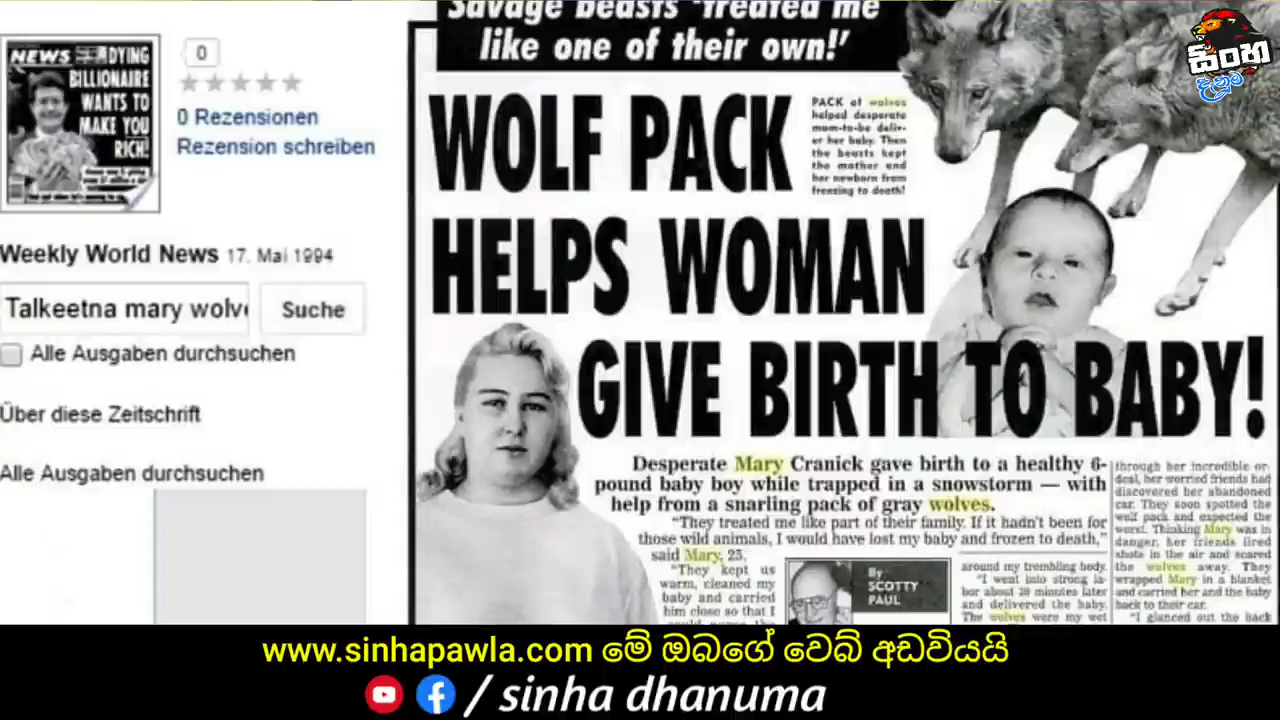 Savage beasts 'treated me
like one of their own!'
සිංහ
දැනුම
NEWS
DYING
BILLIONAIRE
WANTS TO
MAKE YOU
RICH!
0
0 Rezensionen
Rezension schreiben
Weekly World News 17. Mai 1994
Talkeetna mary wolv
Suche
Alle Ausgaben durchsuchen
Über diese Zeitschrift
Alle Ausgaben durchsuchen
WOLF PACK
HELPS WOMAN
GIVE BIRTH TO BABY!
PACK of wolves
helped desperate
mom-to-be deliv-
er her baby. Then
the beasts kept
the mother and
her newborn from
freezing to death!
Desperate Mary Cranick gave birth to a healthy 6-
pound baby boy while trapped in a snowstorm — with
help from a snarling pack of gray wolves.
"They treated me like part of their family. If it hadn't been for
those wild animals, I would have lost my baby and frozen to death,"
said Mary, 25.
"They kept us
warm, cleaned my
baby and carried
him close so that I
By
SCOTTY
PAUL
around my trembling body.
"I went into strong la-
bor about 20 minutes later
and delivered the baby.
The wolves were my wet
through her incredible or-
deal, her worried friends had
discovered her abandoned
car. They soon spotted the
wolf pack and expected the
worst. Thinking Mary was in
danger, her friends fired
shots in the air and scared
the wolves away. They
wrapped Mary in a blanket
and carried her and the baby
back to their car.
"I glanced out the back
www.sinhapawla.com මේ ඔබගේ වෙබ් අඩවියයි
/ sinha dhanuma